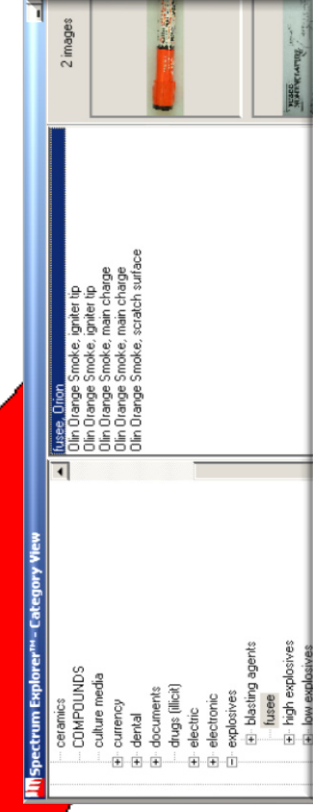 Spectrum Explorer™ - Category View
ceramics
COMPOUNDS
culture media
currency
dental
documents
drugs (illicit)
electric
electronic
explosives
blasting agents
fusee
high explosives
low explosives
fusee, Orion
Olin Orange Smoke, igniter tip
Olin Orange Smoke, igniter tip
Olin Orange Smoke, main charge
Olin Orange Smoke, main charge
Olin Orange Smoke, scratch surface
2 images